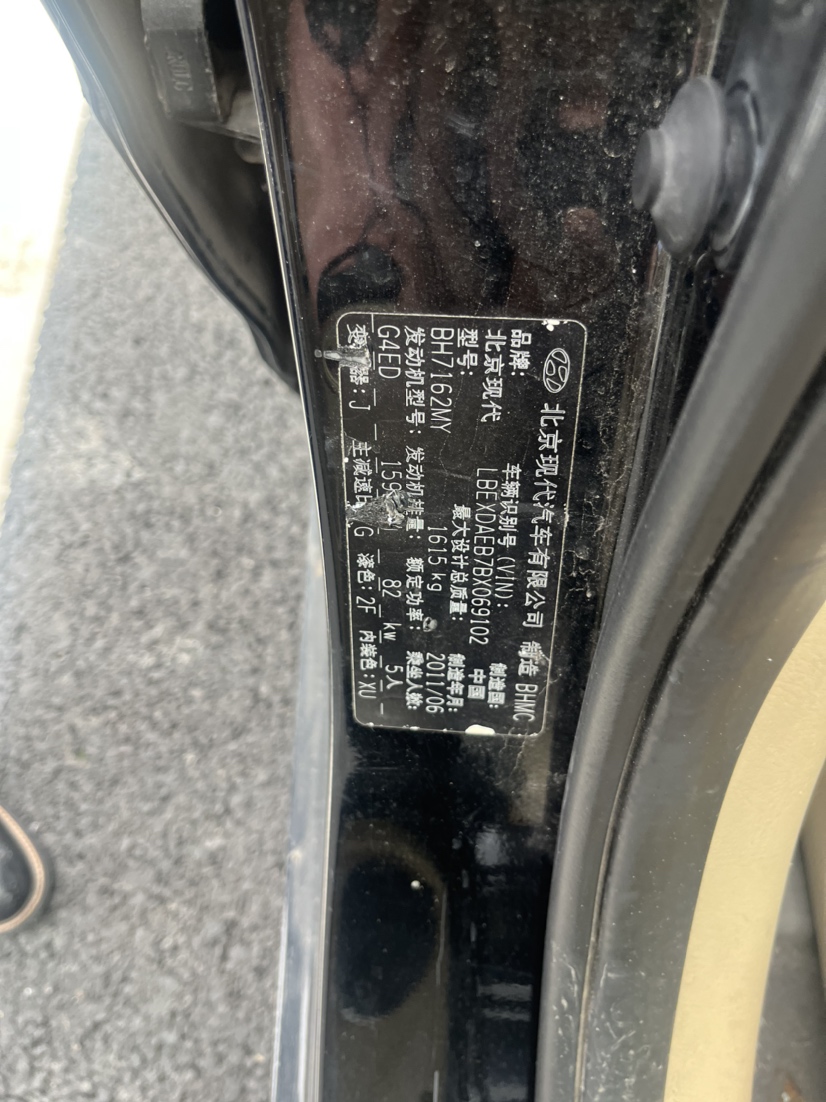 北京现代汽车有限公司 制造 BHMC
品牌: 车辆识别号 (VIN): 制造国:
北京现代 LBEXDAEB7BX069102 中国
型号: 最大设计总质量: 制造年月:
BH7162MY 1615 kg 2011/06
发动机型号: 发动机排量: 额定功率: 乘坐人数:
G4ED 159 82 kw 5人
器: J 主减速 G 漆色: 2F 内装色: XU